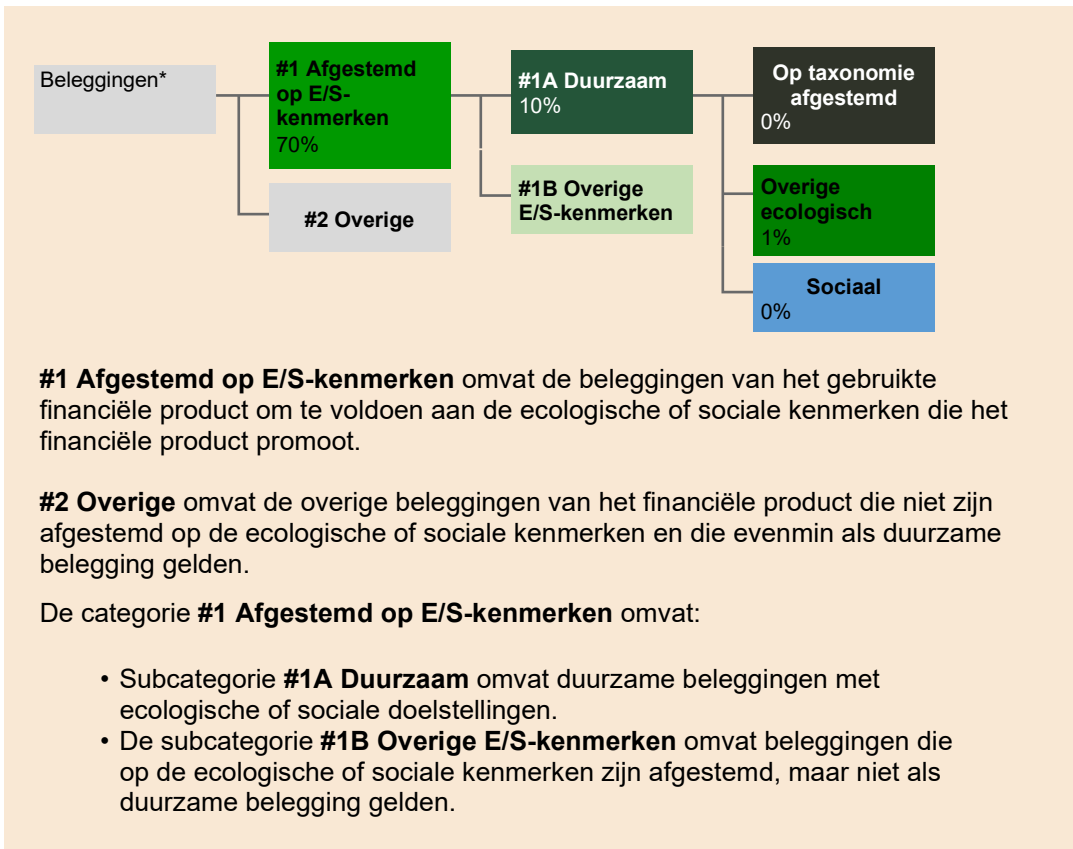 Beleggingen*
#1 Afgestemd
op E/S-
kenmerken
70%
#2 Overige
#1A Duurzaam
10%
#1B Overige
E/S-kenmerken
Op taxonomie
afgestemd
0%
Overige
ecologisch
1%
Sociaal
0%
#1 Afgestemd op E/S-kenmerken omvat de beleggingen van het gebruikte
financiële product om te voldoen aan de ecologische of sociale kenmerken die het
financiële product promoot.
#2 Overige omvat de overige beleggingen van het financiële product die niet zijn
afgestemd op de ecologische of sociale kenmerken en die evenmin als duurzame
belegging gelden.
De categorie #1 Afgestemd op E/S-kenmerken omvat:
• Subcategorie #1A Duurzaam omvat duurzame beleggingen met
ecologische of sociale doelstellingen.
• De subcategorie #1B Overige E/S-kenmerken omvat beleggingen die
op de ecologische of sociale kenmerken zijn afgestemd, maar niet als
duurzame belegging gelden.